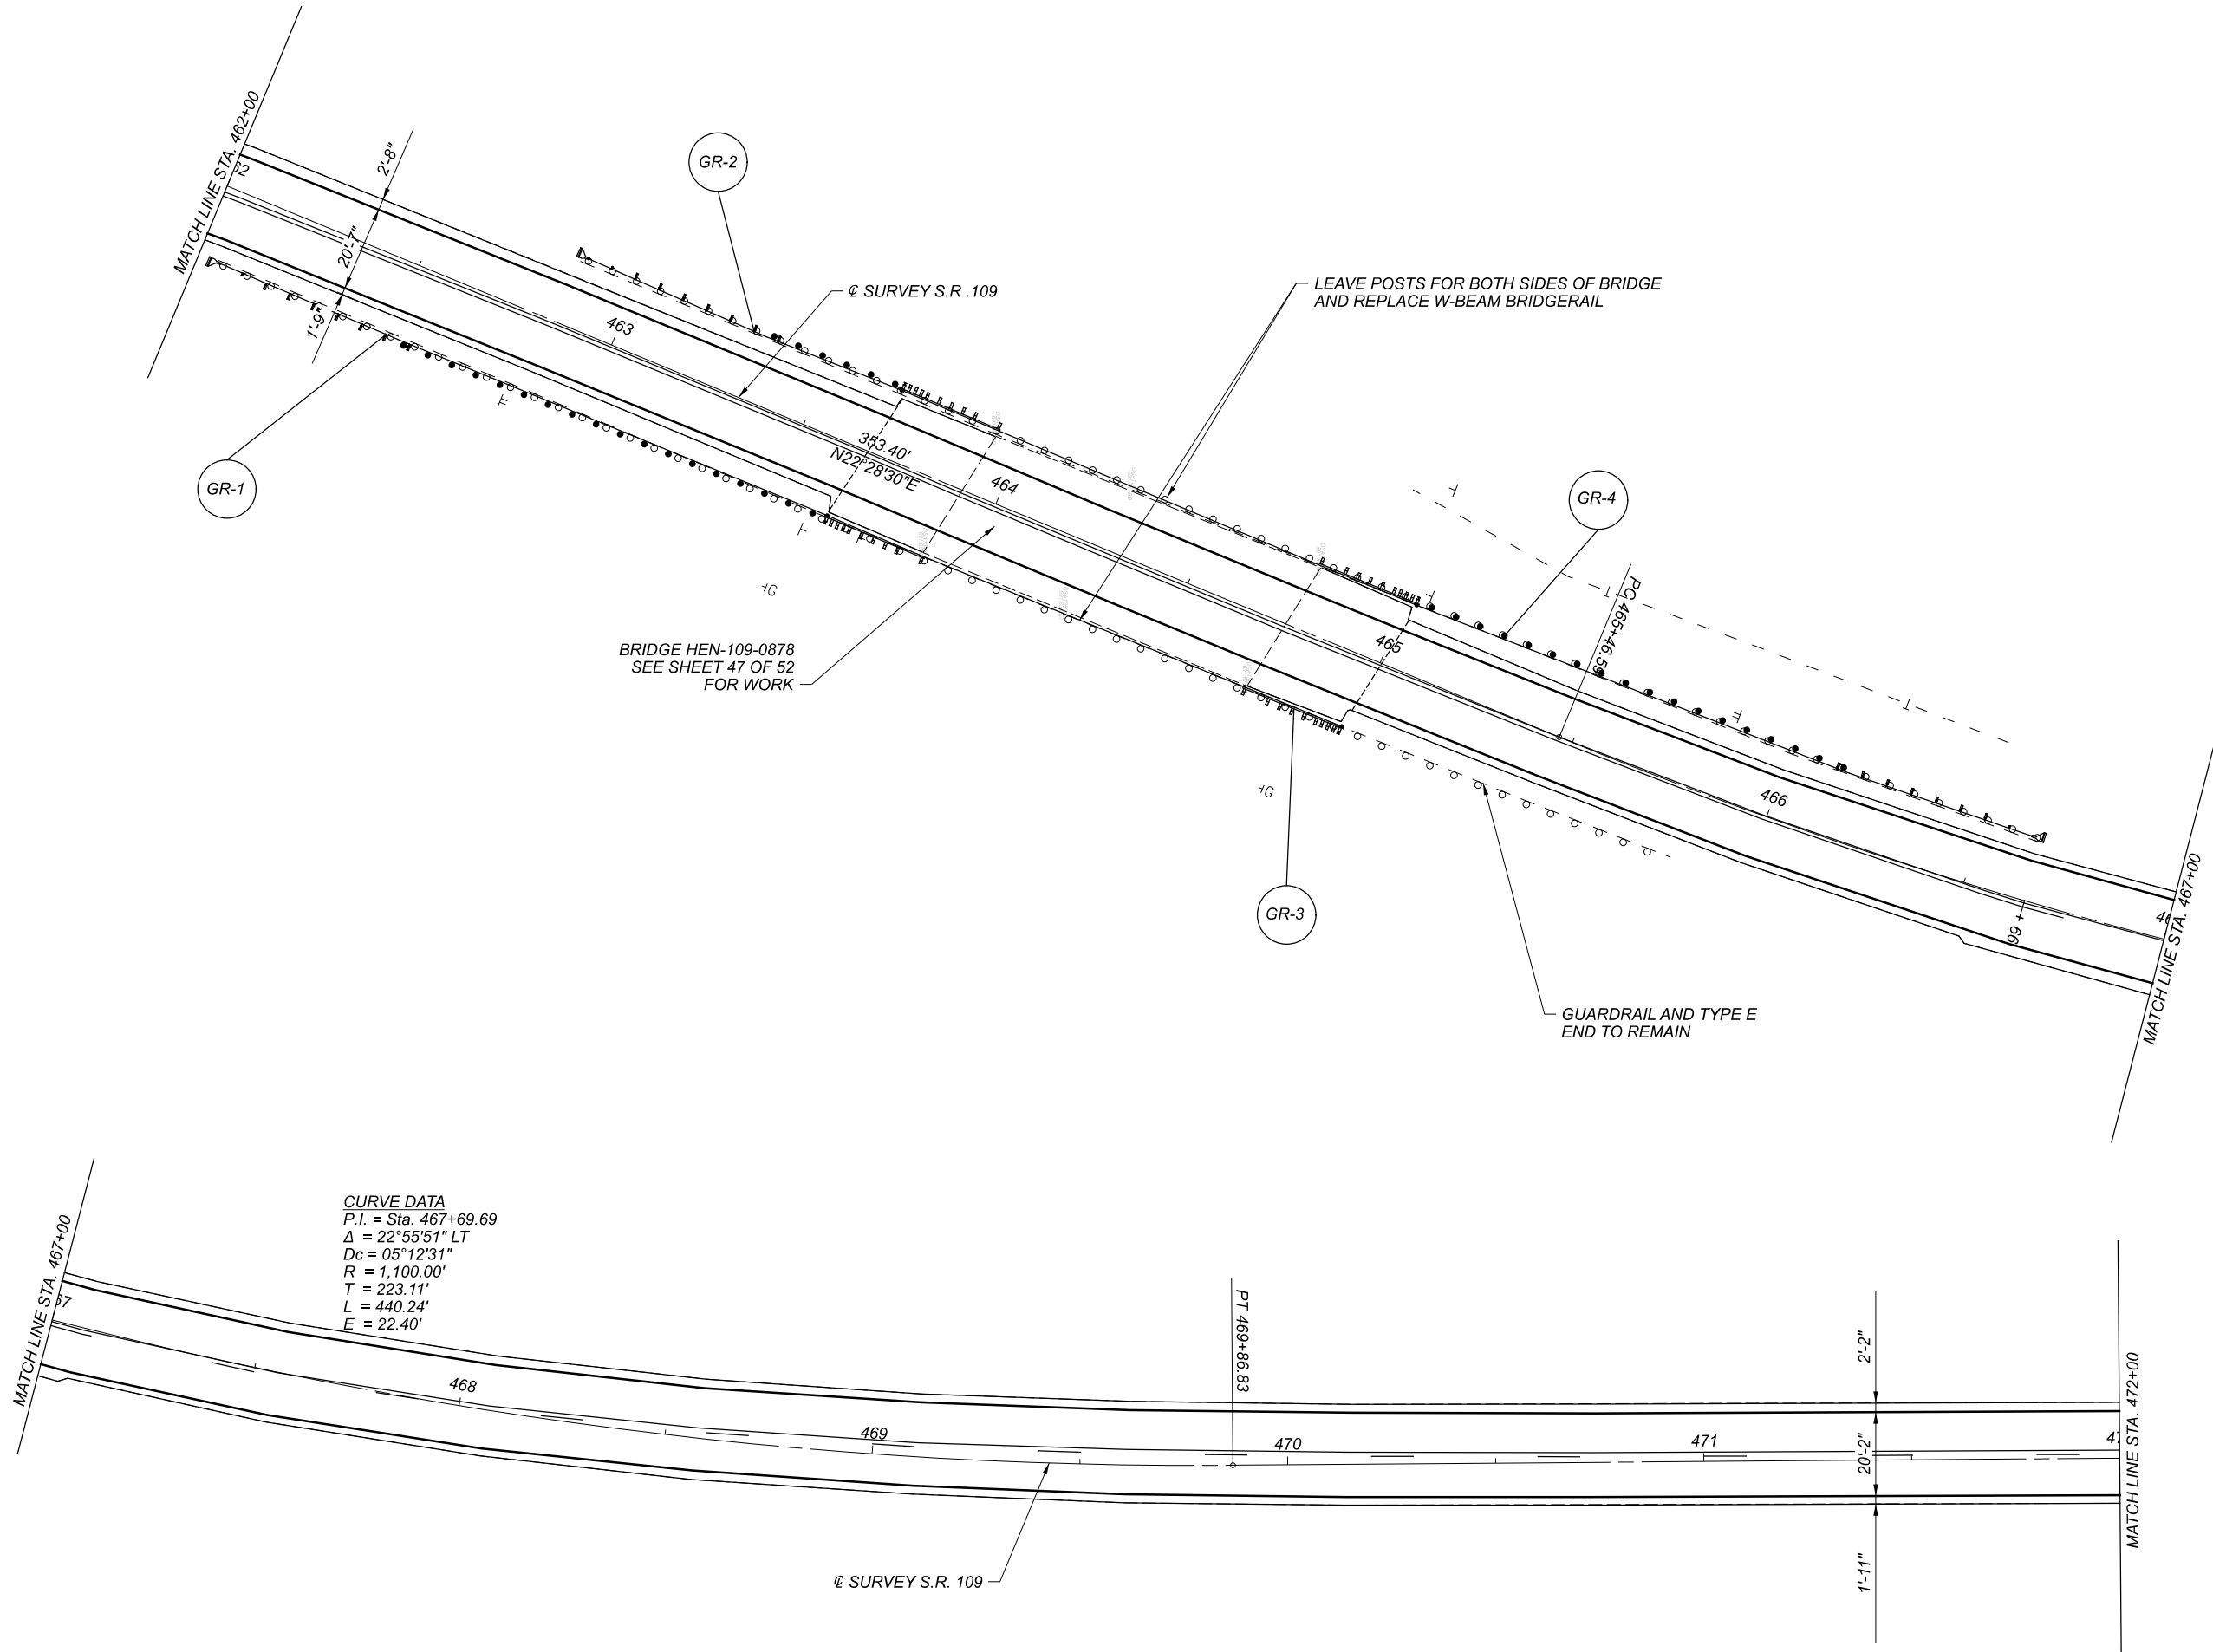 MATCH LINE STA. 462+00
2'-8"
20'-7"
1'-9"
GR-2
GR-1
℄ SURVEY S.R .109
463
353.40'
N22°28'30"E
464
LEAVE POSTS FOR BOTH SIDES OF BRIDGE
AND REPLACE W-BEAM BRIDGERAIL
GR-4
PC 465+46.59
465
BRIDGE HEN-109-0878
SEE SHEET 47 OF 52
FOR WORK
466
GR-3
+ 66
GUARDRAIL AND TYPE E
END TO REMAIN
MATCH LINE STA. 467+00
MATCH LINE STA. 467+00
CURVE DATA
P.I. = Sta. 467+69.69
Δ = 22°55'51" LT
Dc = 05°12'31"
R = 1,100.00'
T = 223.11'
L = 440.24'
E = 22.40'
468
469
PT 469+86.83
470
471
2'-2"
20'-2"
1'-11"
MATCH LINE STA. 472+00
℄ SURVEY S.R. 109